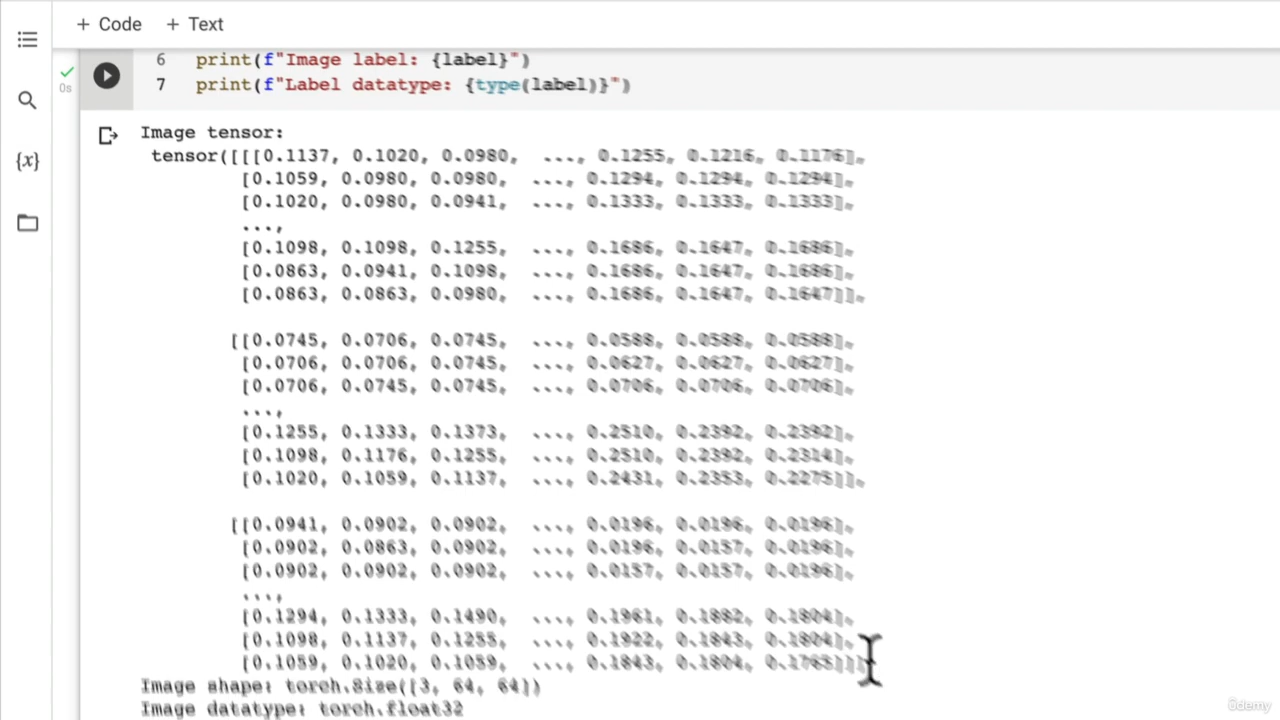 + Code + Text
6 print(f"Image label: {label}")
7 print(f"Label datatype: {type(label)}")
0s
{x}
Image tensor:
tensor([[[0.1137, 0.1020, 0.0980, ..., 0.1255, 0.1216, 0.1176],
[0.1059, 0.0980, 0.0980, ..., 0.1294, 0.1294, 0.1294],
[0.1020, 0.0980, 0.0941, ..., 0.1333, 0.1333, 0.1333],
...,
[0.1098, 0.1098, 0.1255, ..., 0.1686, 0.1647, 0.1686],
[0.0863, 0.0941, 0.1098, ..., 0.1686, 0.1647, 0.1686],
[0.0863, 0.0863, 0.0980, ..., 0.1686, 0.1647, 0.1647]],
[[0.0745, 0.0706, 0.0745, ..., 0.0588, 0.0588, 0.0588],
[0.0706, 0.0706, 0.0745, ..., 0.0627, 0.0627, 0.0627],
[0.0706, 0.0745, 0.0745, ..., 0.0706, 0.0706, 0.0706],
...,
[0.1255, 0.1333, 0.1373, ..., 0.2510, 0.2392, 0.2392],
[0.1098, 0.1176, 0.1255, ..., 0.2510, 0.2392, 0.2314],
[0.1020, 0.1059, 0.1137, ..., 0.2431, 0.2353, 0.2275]],
[[0.0941, 0.0902, 0.0902, ..., 0.0196, 0.0196, 0.0196],
[0.0902, 0.0863, 0.0902, ..., 0.0196, 0.0157, 0.0196],
[0.0902, 0.0902, 0.0902, ..., 0.0157, 0.0157, 0.0196],
...,
[0.1294, 0.1333, 0.1490, ..., 0.1961, 0.1882, 0.1804],
[0.1098, 0.1137, 0.1255, ..., 0.1922, 0.1843, 0.1804],
[0.1059, 0.1020, 0.1059, ..., 0.1843, 0.1804, 0.1765]]])
Image shape: torch.Size([3, 64, 64])
Image datatype: torch.float32
ûdemy